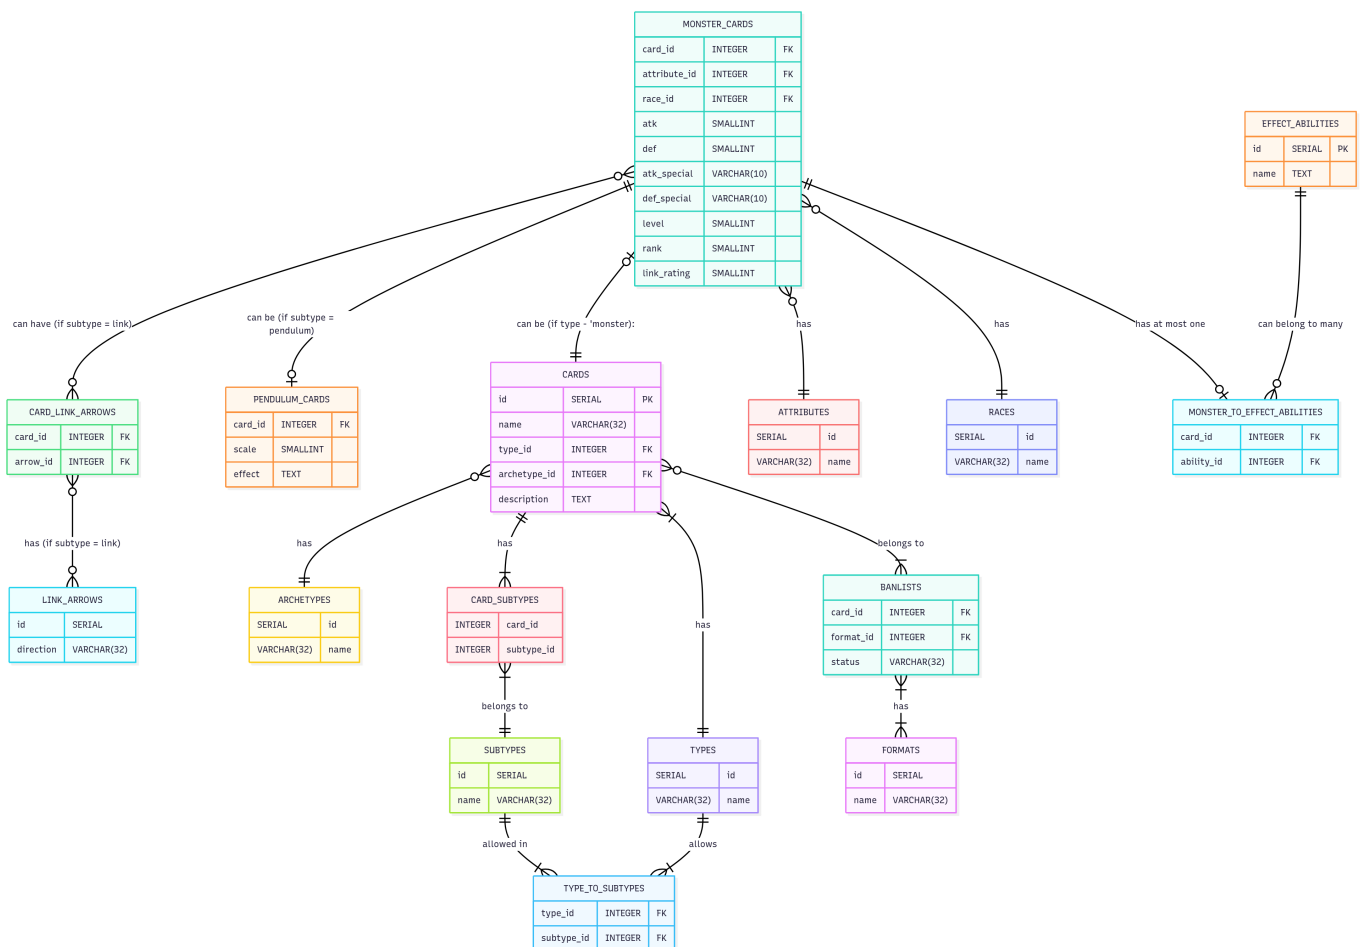 MONSTER_CARDS
card_id INTEGER FK
attribute_id INTEGER FK
race_id INTEGER FK
atk SMALLINT
def SMALLINT
atk_special VARCHAR(10)
def_special VARCHAR(10)
level SMALLINT
rank SMALLINT
link_rating SMALLINT
EFFECT_ABILITIES
id SERIAL PK
name TEXT
can have (if subtype = link)
can be (if subtype =
pendulum)
can be (if type - 'monster):
has
has
has at most one
can belong to many
CARD_LINK_ARROWS
card_id INTEGER FK
arrow_id INTEGER FK
PENDULUM_CARDS
card_id INTEGER FK
scale SMALLINT
effect TEXT
CARDS
id SERIAL PK
name VARCHAR(32)
type_id INTEGER FK
archetype_id INTEGER FK
description TEXT
ATTRIBUTES
SERIAL id
VARCHAR(32) name
RACES
SERIAL id
VARCHAR(32) name
MONSTER_TO_EFFECT_ABILITIES
card_id INTEGER FK
ability_id INTEGER FK
has (if subtype = link)
has
has
belongs to
LINK_ARROWS
id SERIAL
direction VARCHAR(32)
ARCHETYPES
SERIAL id
VARCHAR(32) name
CARD_SUBTYPES
INTEGER card_id
INTEGER subtype_id
has
BANLISTS
card_id INTEGER FK
format_id INTEGER FK
status VARCHAR(32)
belongs to
has
SUBTYPES
id SERIAL
name VARCHAR(32)
TYPES
SERIAL id
VARCHAR(32) name
FORMATS
id SERIAL
name VARCHAR(32)
allowed in
allows
TYPE_TO_SUBTYPES
type_id INTEGER FK
subtype_id INTEGER FK